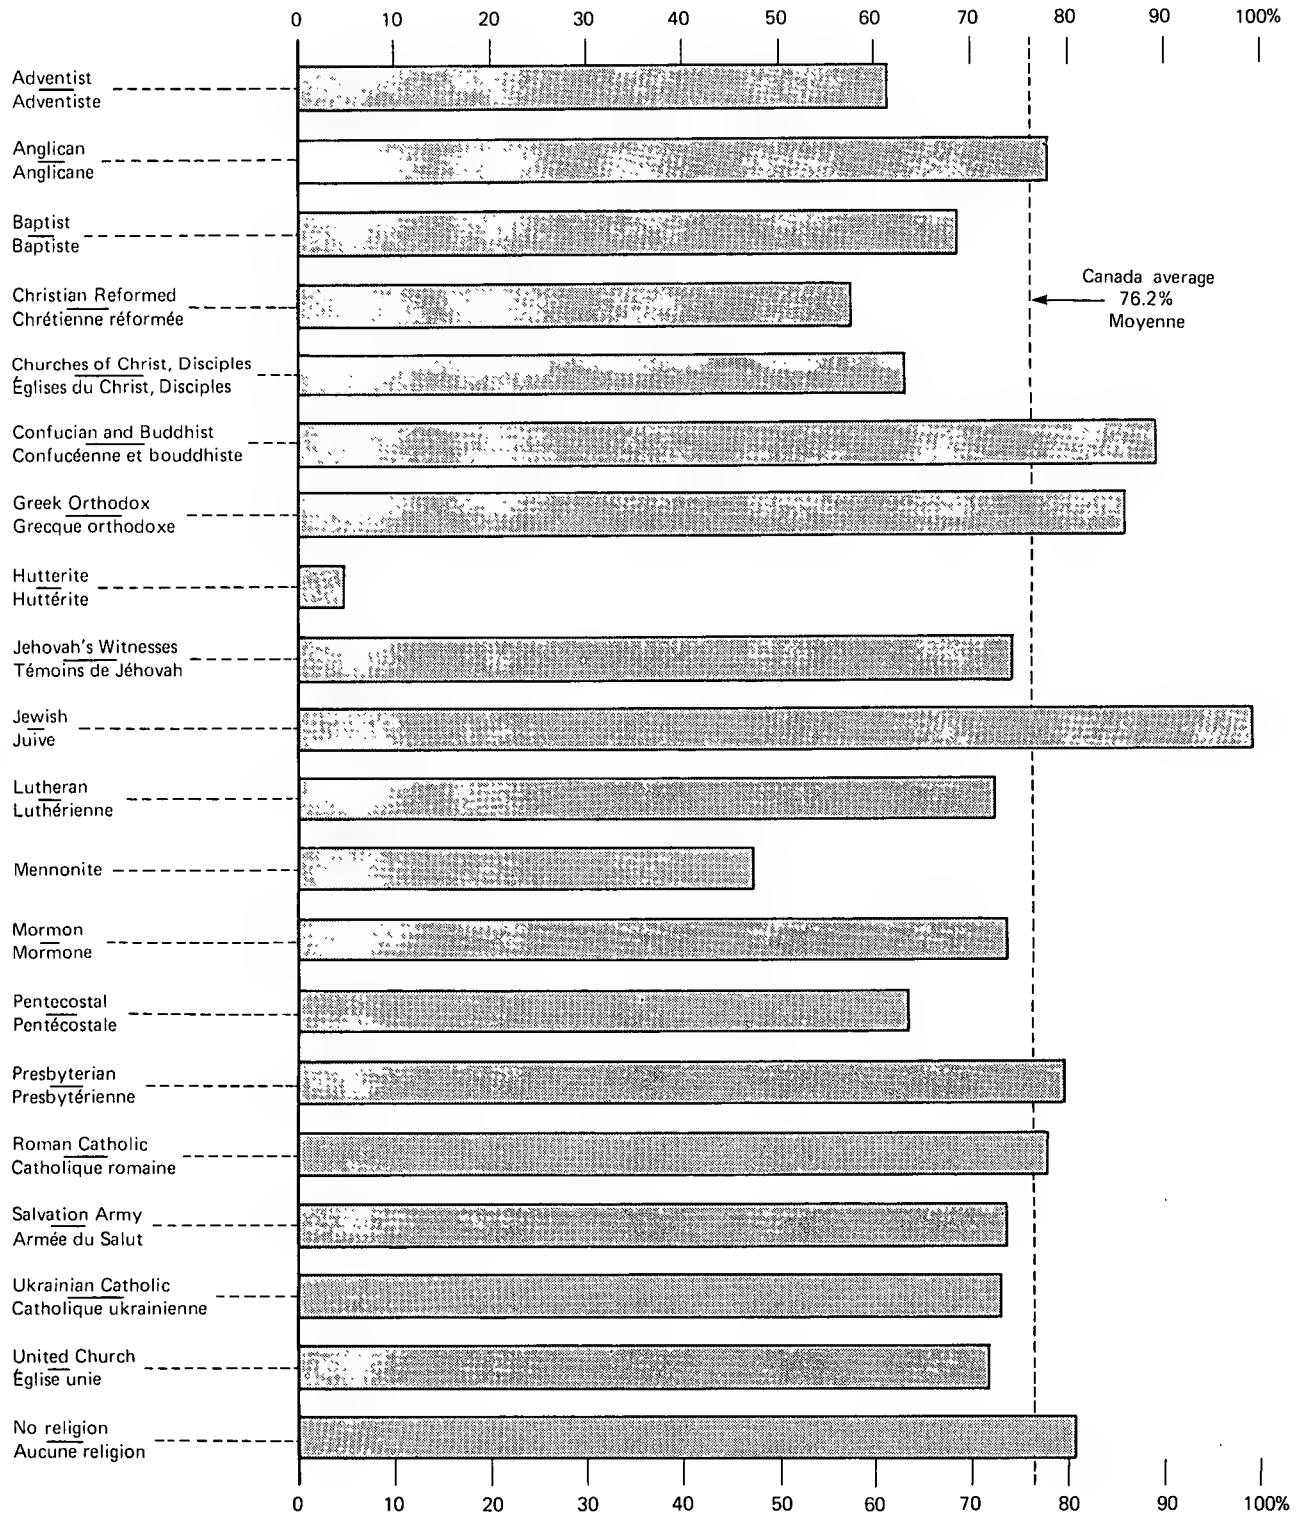 0 10 20 30 40 50 60 70 80 90 100%
Adventist
Adventiste
Anglican
Anglicane
Baptist
Baptiste
Christian Reformed
Chrétienne réformée
Canada average
76.2%
Moyenne
Churches of Christ, Disciples
Églises du Christ, Disciples
Confucian and Buddhist
Confucéenne et bouddhiste
Greek Orthodox
Grecque orthodoxe
Hutterite
Huttérite
Jehovah's Witnesses
Témoins de Jéhovah
Jewish
Juive
Lutheran
Luthérienne
Mennonite
Mormon
Mormone
Pentecostal
Pentécostale
Presbyterian
Presbytérienne
Roman Catholic
Catholique romaine
Salvation Army
Armée du Salut
Ukrainian Catholic
Catholique ukrainienne
United Church
Église unie
No religion
Aucune religion
0 10 20 30 40 50 60 70 80 90 100%